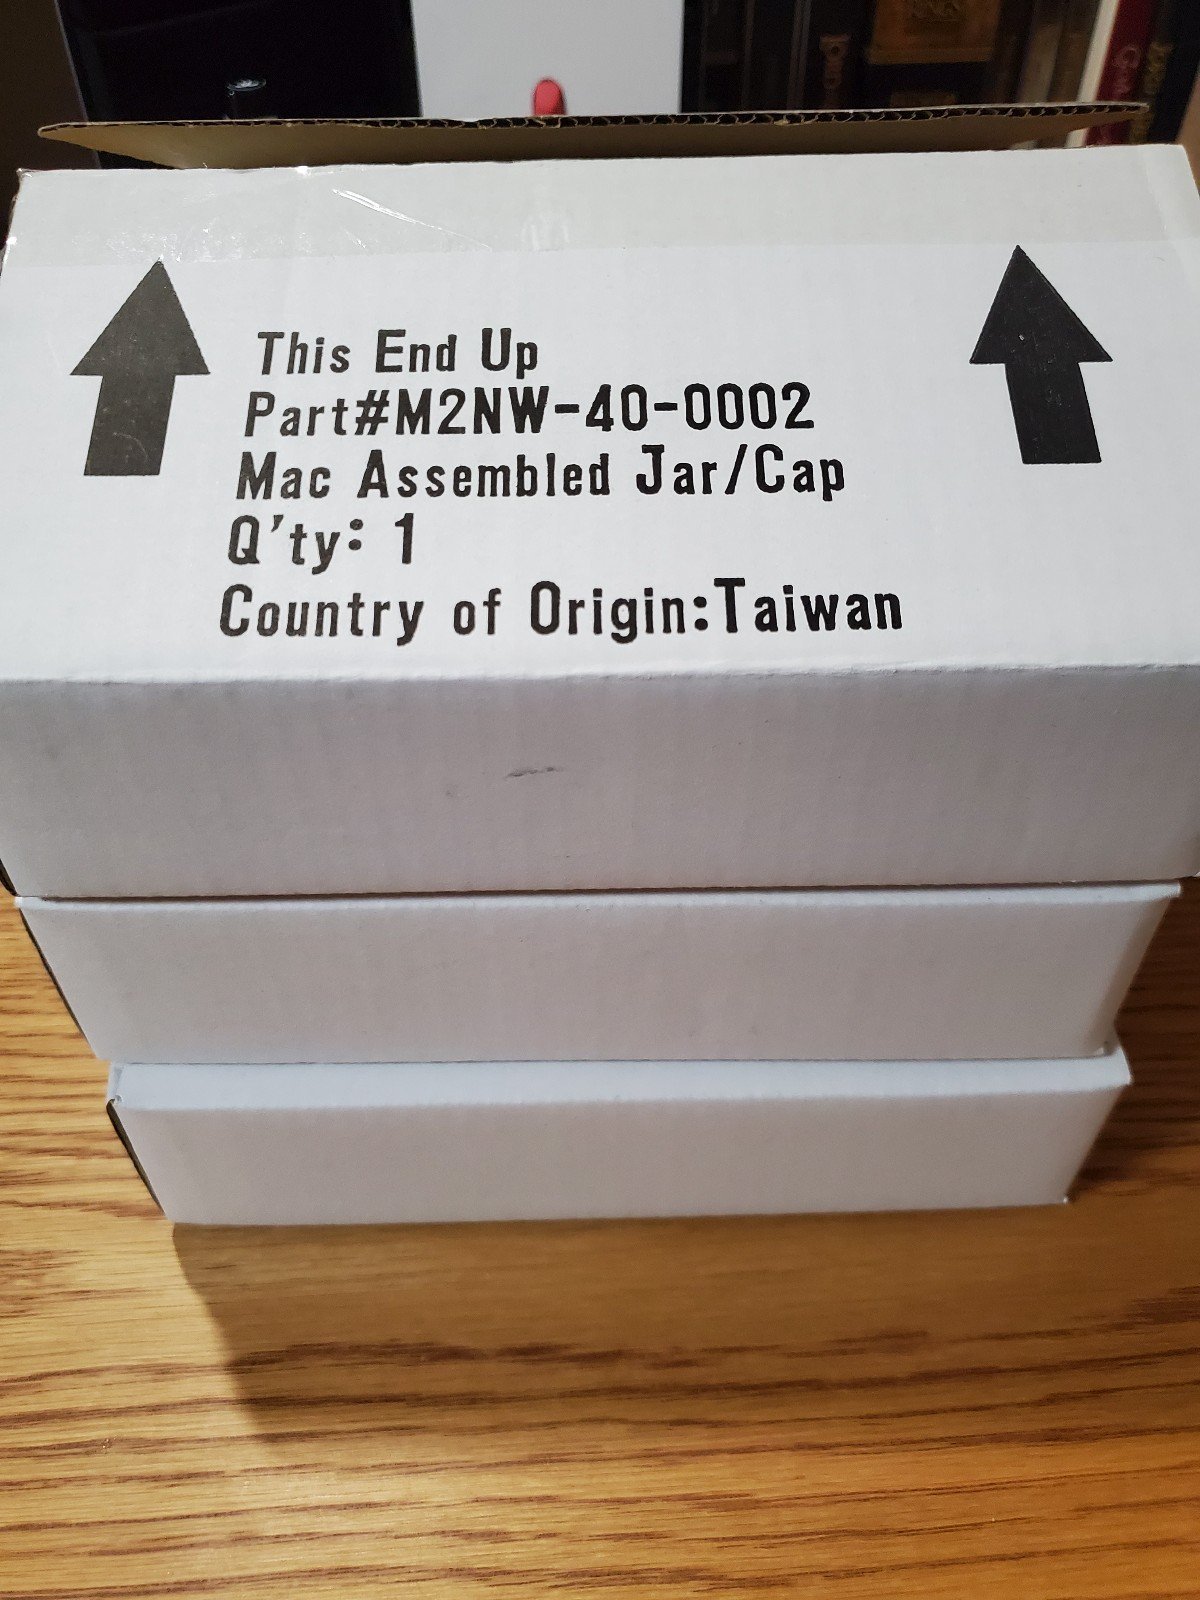 This End Up
Part#M2NW-40-0002
Mac Assembled Jar/Cap
Q'ty: 1
Country of Origin:Taiwan